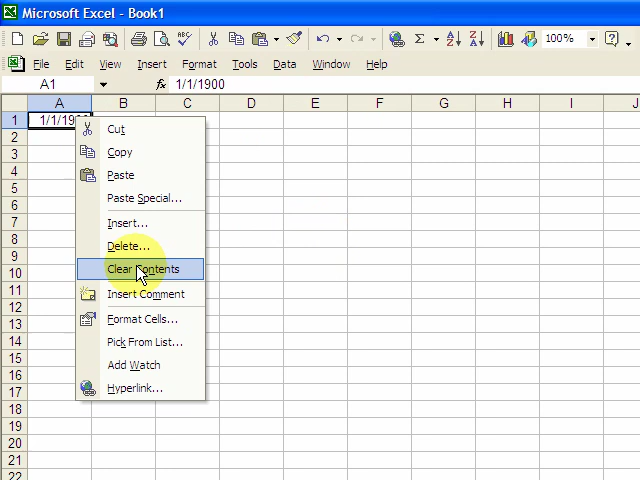 Microsoft Excel - Book1
100%
File Edit View Insert Format Tools Data Window Help
A1 fx 1/1/1900
A B C D E F G H I J
1 1/1/1900
2
3
4
5
6
7
8
9
10
11
12
13
14
15
16
17
18
19
20
21
22
Cut
Copy
Paste
Paste Special...
Insert...
Delete...
Clear Contents
Insert Comment
Format Cells...
Pick From List...
Add Watch
Hyperlink...